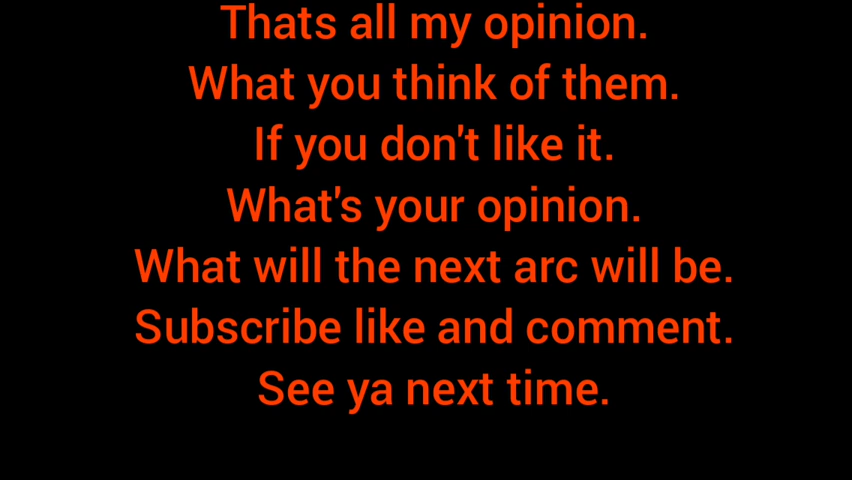 Thats all my opinion.
What you think of them.
If you don't like it.
What's your opinion.
What will the next arc will be.
Subscribe like and comment.
See ya next time.